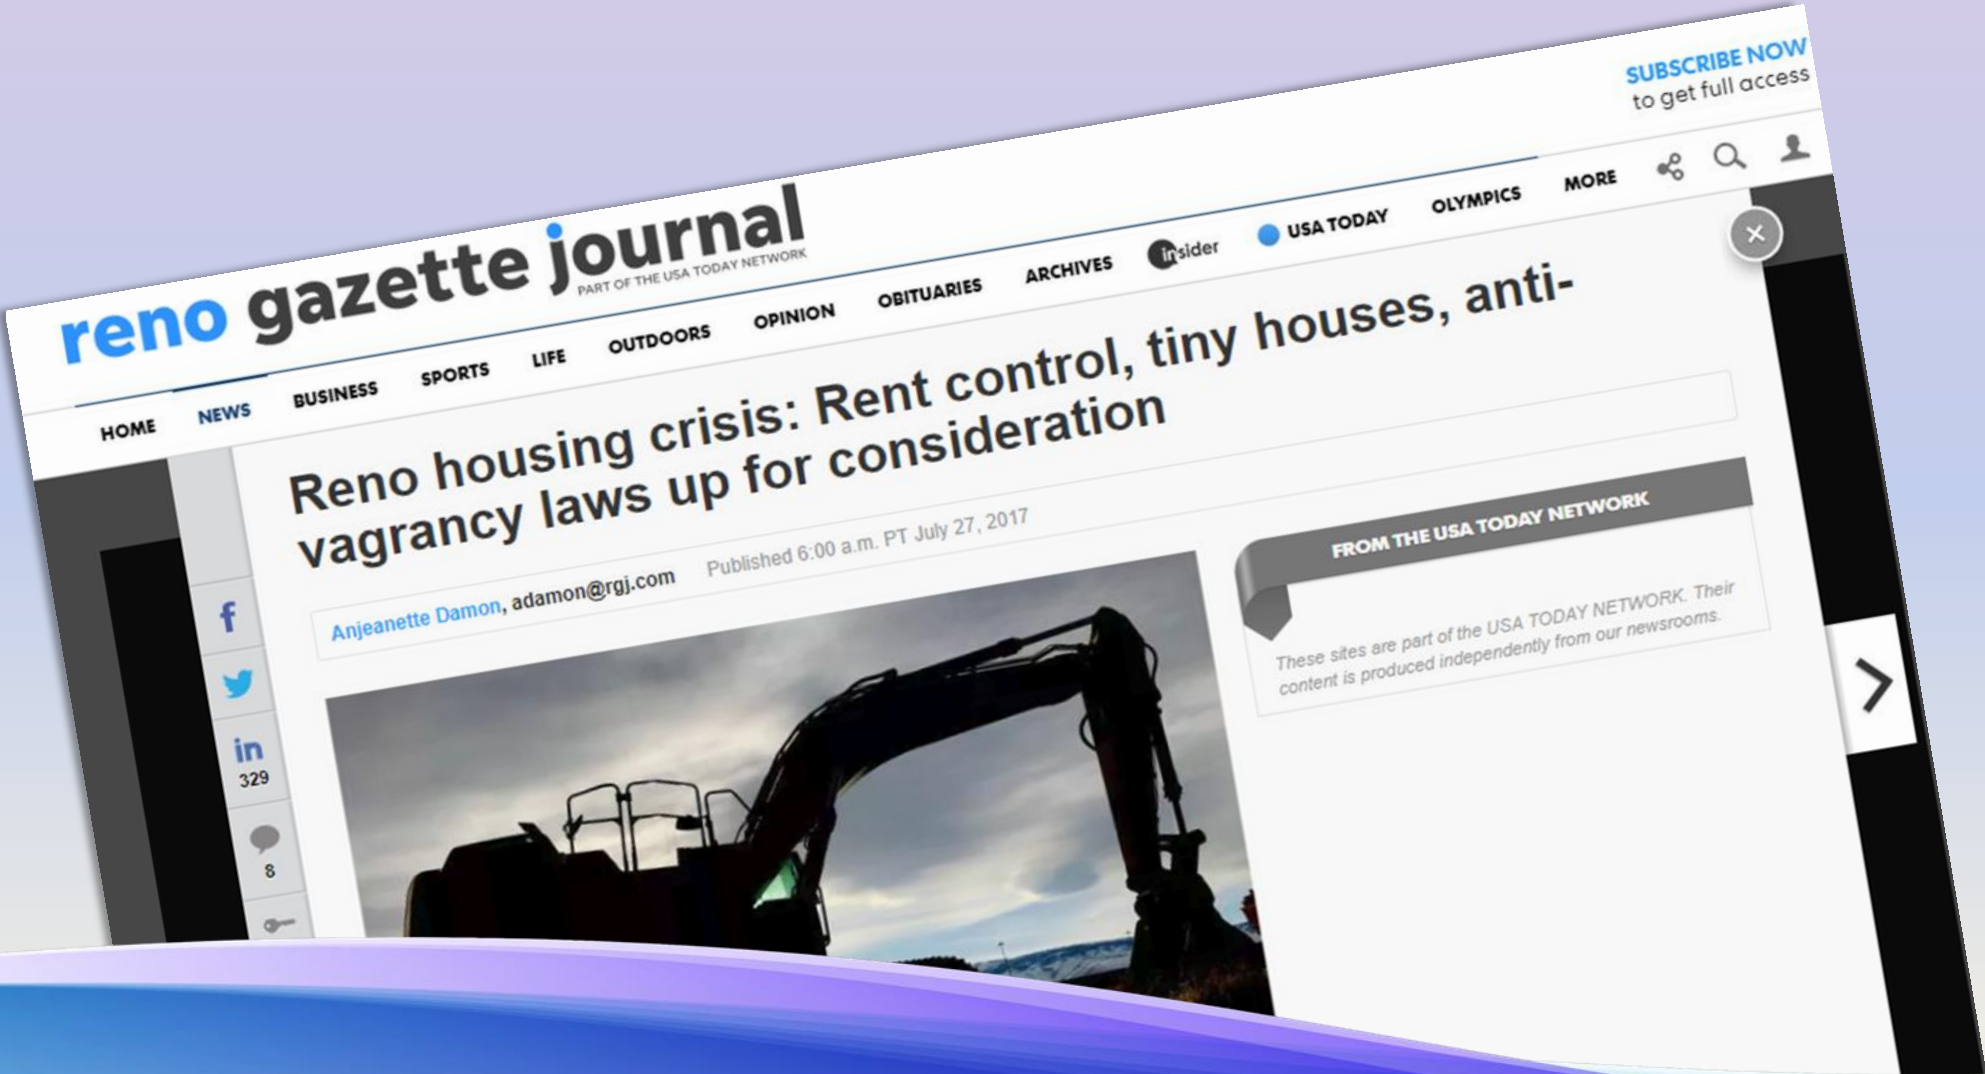 SUBSCRIBE NOW
to get full access
reno gazette journal
PART OF THE USA TODAY NETWORK
HOME NEWS BUSINESS SPORTS LIFE OUTDOORS OPINION OBITUARIES ARCHIVES insider USA TODAY OLYMPICS MORE
Reno housing crisis: Rent control, tiny houses, anti-
vagrancy laws up for consideration
Anjeanette Damon, adamon@rgj.com Published 6:00 a.m. PT July 27, 2017
f
in
329
8
FROM THE USA TODAY NETWORK
These sites are part of the USA TODAY NETWORK. Their
content is produced independently from our newsrooms.